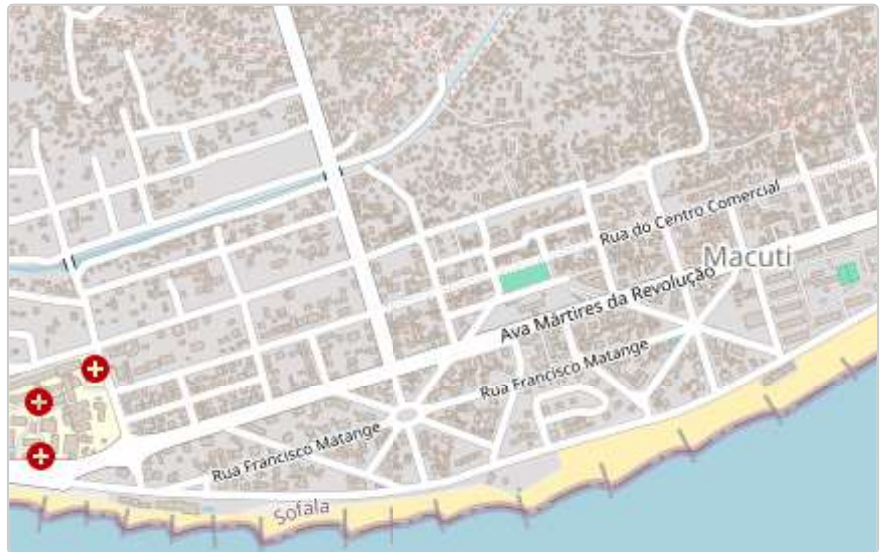 Rua do Centro Comercial
Macuti
Ava Mártires da Revolução
Rua Francisco Matange
Rua Francisco Matange
Sofala